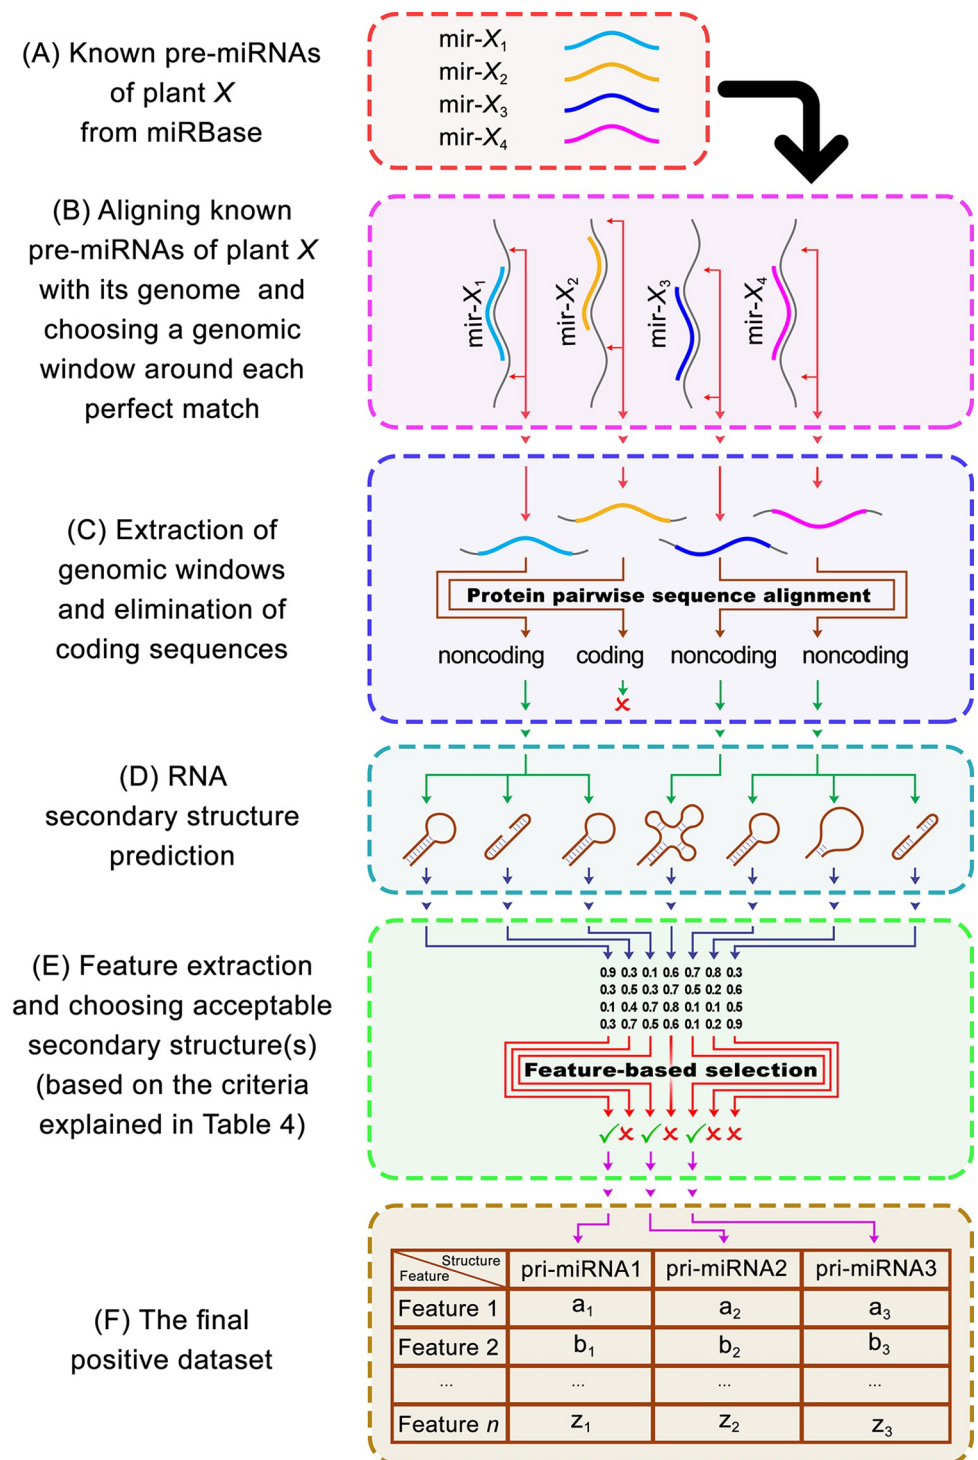 (A) Known pre-miRNAs
of plant X
from miRBase
mir-X1
mir-X2
mir-X3
mir-X4
(B) Aligning known
pre-miRNAs of plant X
with its genome and
choosing a genomic
window around each
perfect match
mir-X1
mir-X2
mir-X3
mir-X4
(C) Extraction of
genomic windows
and elimination of
coding sequences
Protein pairwise sequence alignment
noncoding coding noncoding noncoding
(D) RNA
secondary structure
prediction
(E) Feature extraction
and choosing acceptable
secondary structure(s)
(based on the criteria
explained in Table 4)
0.9 0.3 0.1 0.6 0.7 0.8 0.3
0.3 0.5 0.3 0.7 0.5 0.2 0.6
0.1 0.4 0.7 0.8 0.1 0.1 0.5
0.3 0.7 0.5 0.6 0.1 0.2 0.9
Feature-based selection
(F) The final
positive dataset
Structure
Feature
pri-miRNA1 pri-miRNA2 pri-miRNA3
Feature 1 a1 a2 a3
Feature 2 b1 b2 b3
... ... ... ...
Feature n z1 z2 z3